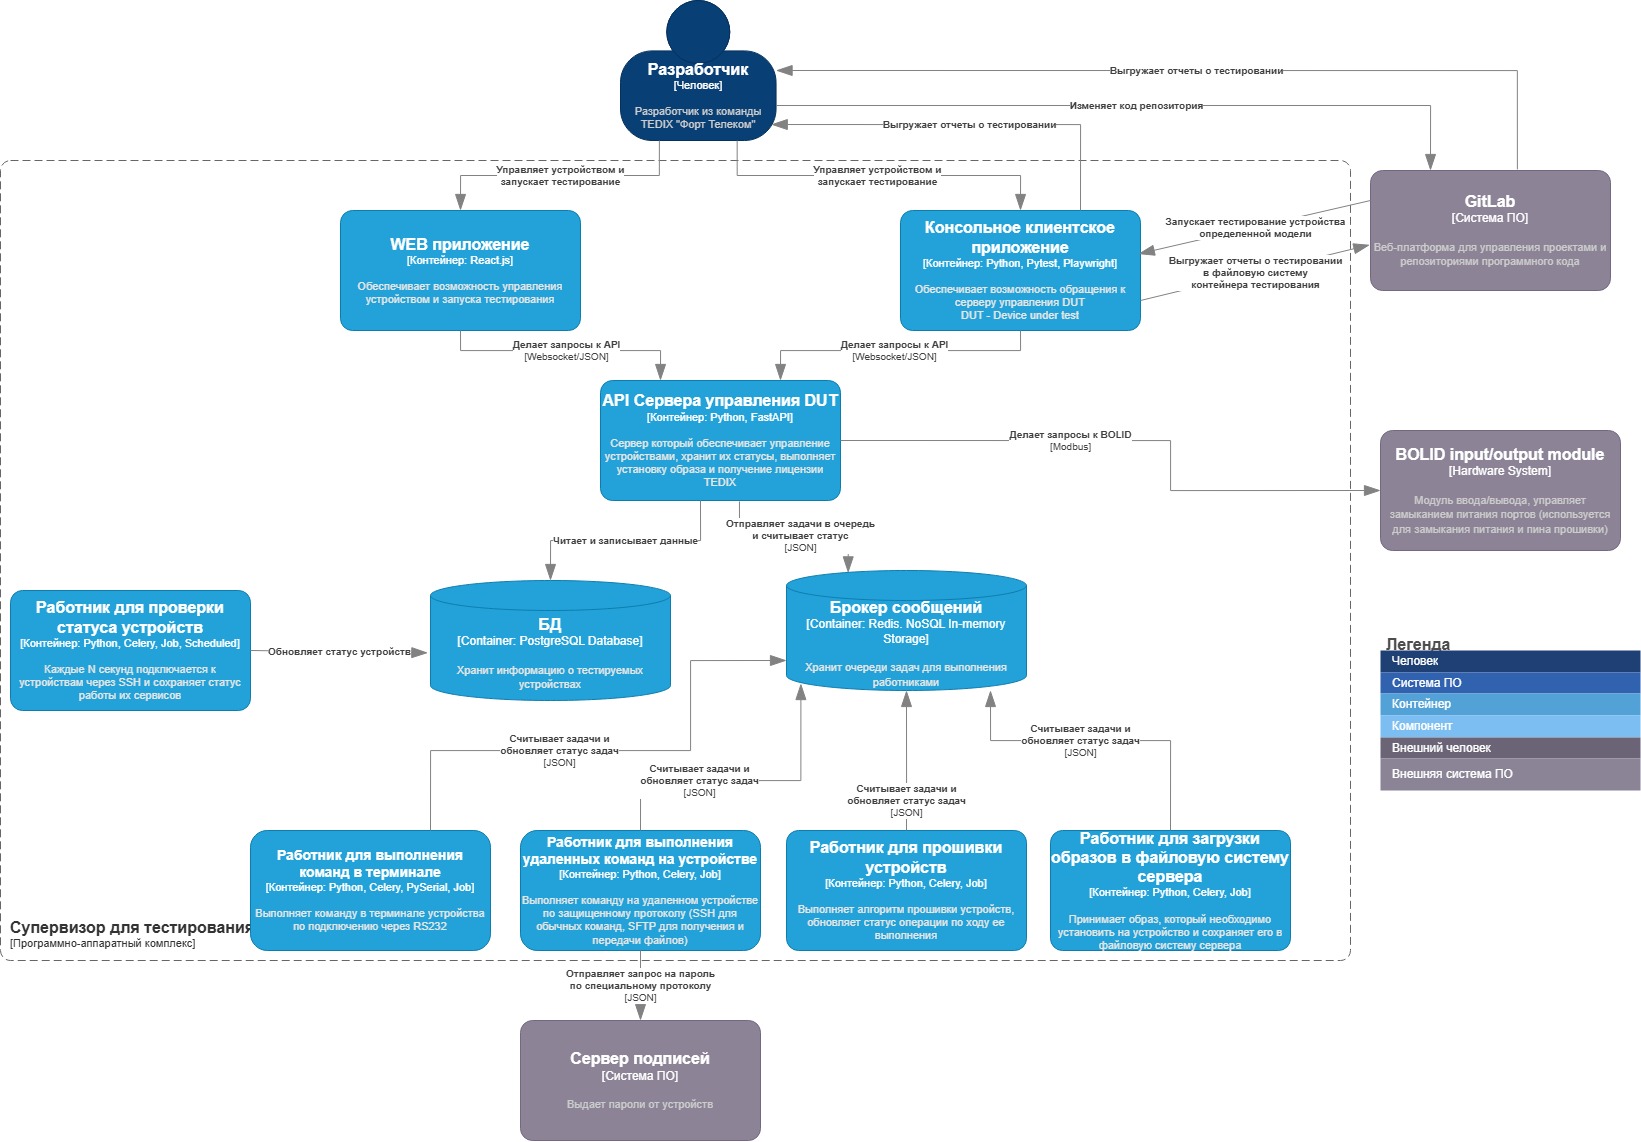 Разработчик
[Человек]
Разработчик из команды
TEDIX "Форт Телеком"
Выгружает отчеты о тестировании
Изменяет код репозитория
Выгружает отчеты о тестировании
Управляет устройством и
запускает тестирование
Управляет устройством и
запускает тестирование
WEB приложение
[Контейнер: React.js]
Обеспечивает возможность управления
устройством и запуска тестирования
Консольное клиентское
приложение
[Контейнер: Python, Pytest, Playwright]
Обеспечивает возможность обращения к
серверу управления DUT
DUT - Device under test
Запускает тестирование устройства
определенной модели
Выгружает отчеты о тестировании
в файловую систему
контейнера тестирования
GitLab
[Система ПО]
Веб-платформа для управления проектами и
репозиториями программного кода
Делает запросы к API
[Websocket/JSON]
Делает запросы к API
[Websocket/JSON]
API Сервера управления DUT
[Контейнер: Python, FastAPI]
Сервер который обеспечивает управление
устройствами, хранит их статусы, выполняет
установку образа и получение лицензии
TEDIX
Делает запросы к BOLID
[Modbus]
BOLID input/output module
[Hardware System]
Модуль ввода/вывода, управляет
замыканием питания портов (используется
для замыкания питания и пина прошивки)
Читает и записывает данные
Отправляет задачи в очередь
и считывает статус
[JSON]
Работник для проверки
статуса устройств
[Контейнер: Python, Celery, Job, Scheduled]
Каждые N секунд подключается к
устройствам через SSH и сохраняет статус
работы их сервисов
Обновляет статус устройств
БД
[Container: PostgreSQL Database]
Хранит информацию о тестируемых
устройствах
Брокер сообщений
[Container: Redis. NoSQL In-memory
Storage]
Хранит очереди задач для выполнения
работниками
Легенда
Человек
Система ПО
Контейнер
Компонент
Внешний человек
Внешняя система ПО
Считывает задачи и
обновляет статус задач
[JSON]
Считывает задачи и
обновляет статус задач
[JSON]
Считывает задачи и
обновляет статус задач
[JSON]
Считывает задачи и
обновляет статус задач
[JSON]
Работник для выполнения
команд в терминале
[Контейнер: Python, Celery, PySerial, Job]
Выполняет команду в терминале устройства
по подключению через RS232
Работник для выполнения
удаленных команд на устройстве
[Контейнер: Python, Celery, Job]
Выполняет команду на удаленном устройстве
по защищенному протоколу (SSH для
обычных команд, SFTP для получения и
передачи файлов)
Работник для прошивки
устройств
[Контейнер: Python, Celery, Job]
Выполняет алгоритм прошивки устройств,
обновляет статус операции по ходу ее
выполнения
Работник для загрузки
образов в файловую систему
сервера
[Контейнер: Python, Celery, Job]
Принимает образ, который необходимо
установить на устройство и сохраняет его в
файловую систему сервера
Супервизор для тестирования
[Программно-аппаратный комплекс]
Отправляет запрос на пароль
по специальному протоколу
[JSON]
Сервер подписей
[Система ПО]
Выдает пароли от устройств